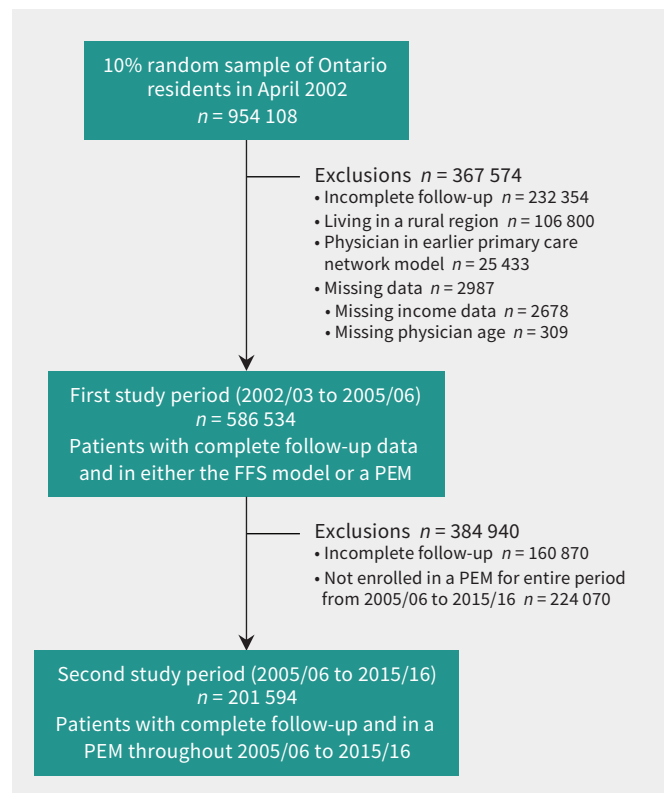 10% random sample of Ontario
residents in April 2002
n = 954 108
Exclusions n = 367 574
• Incomplete follow-up n = 232 354
• Living in a rural region n = 106 800
• Physician in earlier primary care
network model n = 25 433
• Missing data n = 2987
• Missing income data n = 2678
• Missing physician age n = 309
First study period (2002/03 to 2005/06)
n = 586 534
Patients with complete follow-up data
and in either the FFS model or a PEM
Exclusions n = 384 940
• Incomplete follow-up n = 160 870
• Not enrolled in a PEM for entire period
from 2005/06 to 2015/16 n = 224 070
Second study period (2005/06 to 2015/16)
n = 201 594
Patients with complete follow-up and in a
PEM throughout 2005/06 to 2015/16